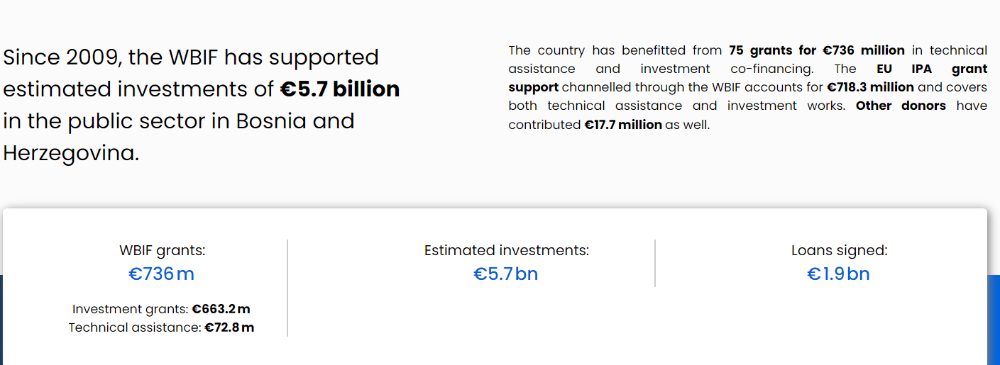 Since 2009, the WBIF has supported
estimated investments of €5.7 billion
in the public sector in Bosnia and
Herzegovina.
The country has benefitted from 75 grants for €736 million in technical
assistance and investment co-financing. The EU IPA grant
support channelled through the WBIF accounts for €718.3 million and covers
both technical assistance and investment works. Other donors have
contributed €17.7 million as well.
WBIF grants:
€736 m
Investment grants: €663.2 m
Technical assistance: €72.8 m
Estimated investments:
€5.7 bn
Loans signed:
€1.9 bn